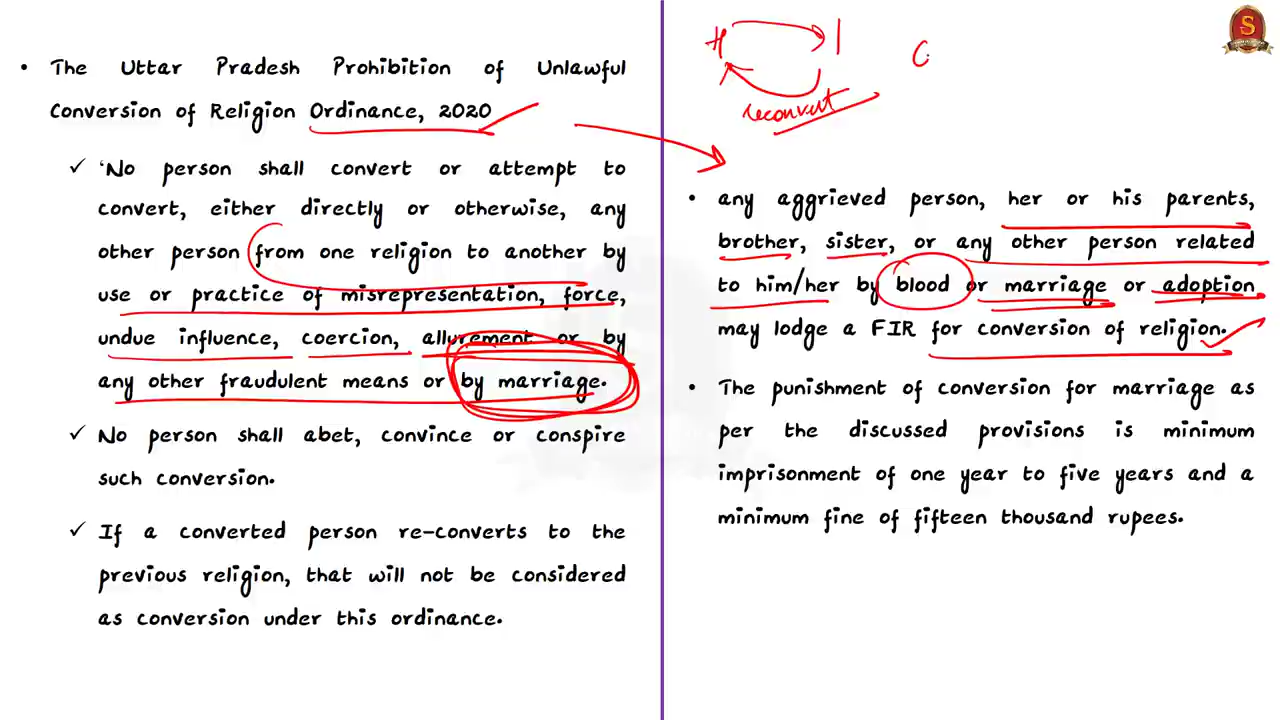 • The Uttar Pradesh Prohibition of Unlawful
Conversion of Religion Ordinance, 2020
✓ ‘No person shall convert or attempt to
convert, either directly or otherwise, any
other person from one religion to another by
use or practice of misrepresentation, force,
undue influence, coercion, allurement or by
any other fraudulent means or by marriage.
✓ No person shall abet, convince or conspire
such conversion.
✓ If a converted person re-converts to the
previous religion, that will not be considered
as conversion under this ordinance.
H I C
reconvert
S
• any aggrieved person, her or his parents,
brother, sister, or any other person related
to him/her by blood or marriage or adoption
may lodge a FIR for conversion of religion.
• The punishment of conversion for marriage as
per the discussed provisions is minimum
imprisonment of one year to five years and a
minimum fine of fifteen thousand rupees.